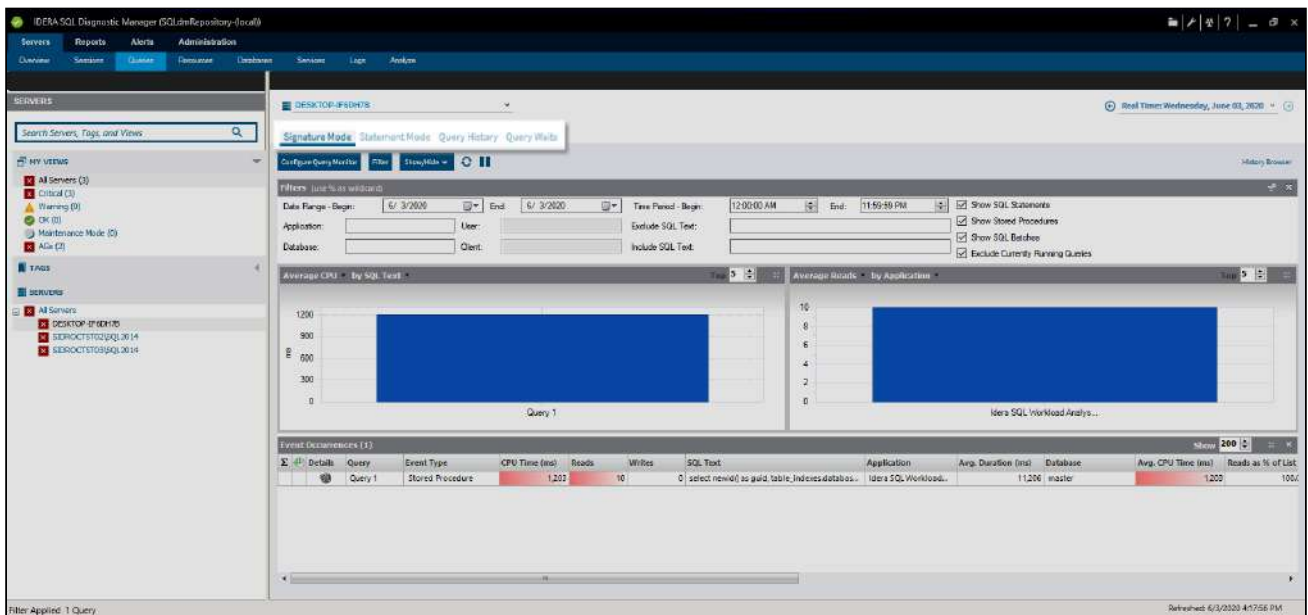 IDERA SQL Diagnostic Manager (SQLdmRepository-(local))
Servers Reports Alerts Administration
Overview Sessions Queries Resources Databases Services Logs Analyze
SERVERS
DESKTOP-IF6DH7B
Real Time: Wednesday, June 03, 2020
Search Servers, Tags, and Views
Signature Mode Statement Mode Query History Query Waits
MY VIEWS
Configure Query Monitor Filter Show/Hide
History Browser
All Servers (3)
Critical (3)
Warning (0)
OK (0)
Maintenance Mode (0)
AGs (2)
TAGS
SERVERS
All Servers
DESKTOP-IF6DH7B
SIDROCTST02\SQL2014
SIDROCTST03\SQL2014
Filters (use % as wildcard)
Date Range - Begin: 6/ 3/2020 End: 6/ 3/2020 Time Period - Begin: 12:00:00 AM End: 11:59:59 PM Show SQL Statements
Application: User: Exclude SQL Text: Show Stored Procedures
Show SQL Batches
Database: Client: Include SQL Text: Exclude Currently Running Queries
Average CPU by SQL Text Top 5
1200
900
600
300
0
ms
Query 1
Average Reads by Application Top 5
10
8
6
4
2
0
Idera SQL Workload Analys...
Event Occurrences (1) Show 200
Σ Details Query Event Type CPU Time (ms) Reads Writes SQL Text Application Avg. Duration (ms) Database Avg. CPU Time (ms) Reads as % of List
Query 1 Stored Procedure 1,203 10 0 select newid() as guid, table_indexes.databas... Idera SQL Workload... 11,206 master 1,203 100.
Filter Applied 1 Query
Refreshed: 6/3/2020 4:17:56 PM